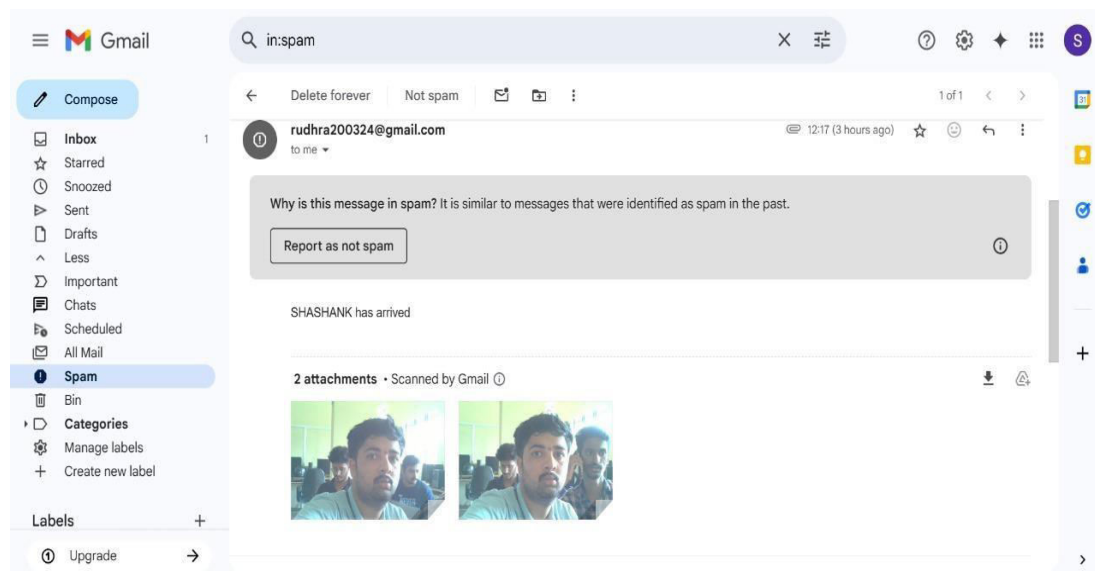 Gmail
in:spam
S
Compose
Delete forever Not spam
1 of 1
Inbox 1
Starred
Snoozed
Sent
Drafts
Less
Important
Chats
Scheduled
All Mail
Spam
Bin
Categories
Manage labels
Create new label
Labels
Upgrade
rudhra200324@gmail.com
12:17 (3 hours ago)
to me
Why is this message in spam? It is similar to messages that were identified as spam in the past.
Report as not spam
SHASHANK has arrived
2 attachments • Scanned by Gmail
31